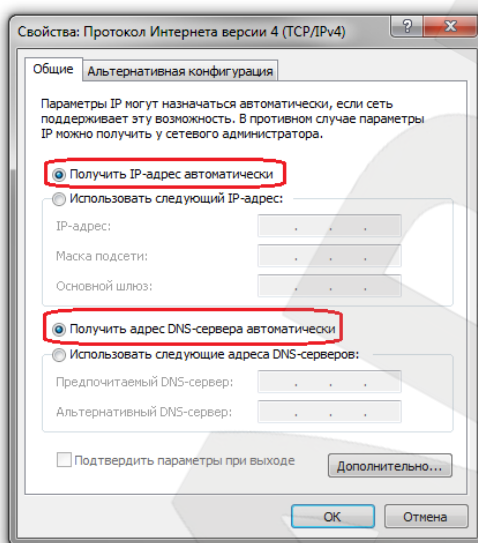 Свойства: Протокол Интернета версии 4 (TCP/IPv4)
?
Общие
Альтернативная конфигурация
Параметры IP могут назначаться автоматически, если сеть
поддерживает эту возможность. В противном случае параметры
IP можно получить у сетевого администратора.
Получить IP-адрес автоматически
Использовать следующий IP-адрес:
IP-адрес:
Маска подсети:
Основной шлюз:
Получить адрес DNS-сервера автоматически
Использовать следующие адреса DNS-серверов:
Предпочитаемый DNS-сервер:
Альтернативный DNS-сервер:
Подтвердить параметры при выходе
Дополнительно...
ОК
Отмена